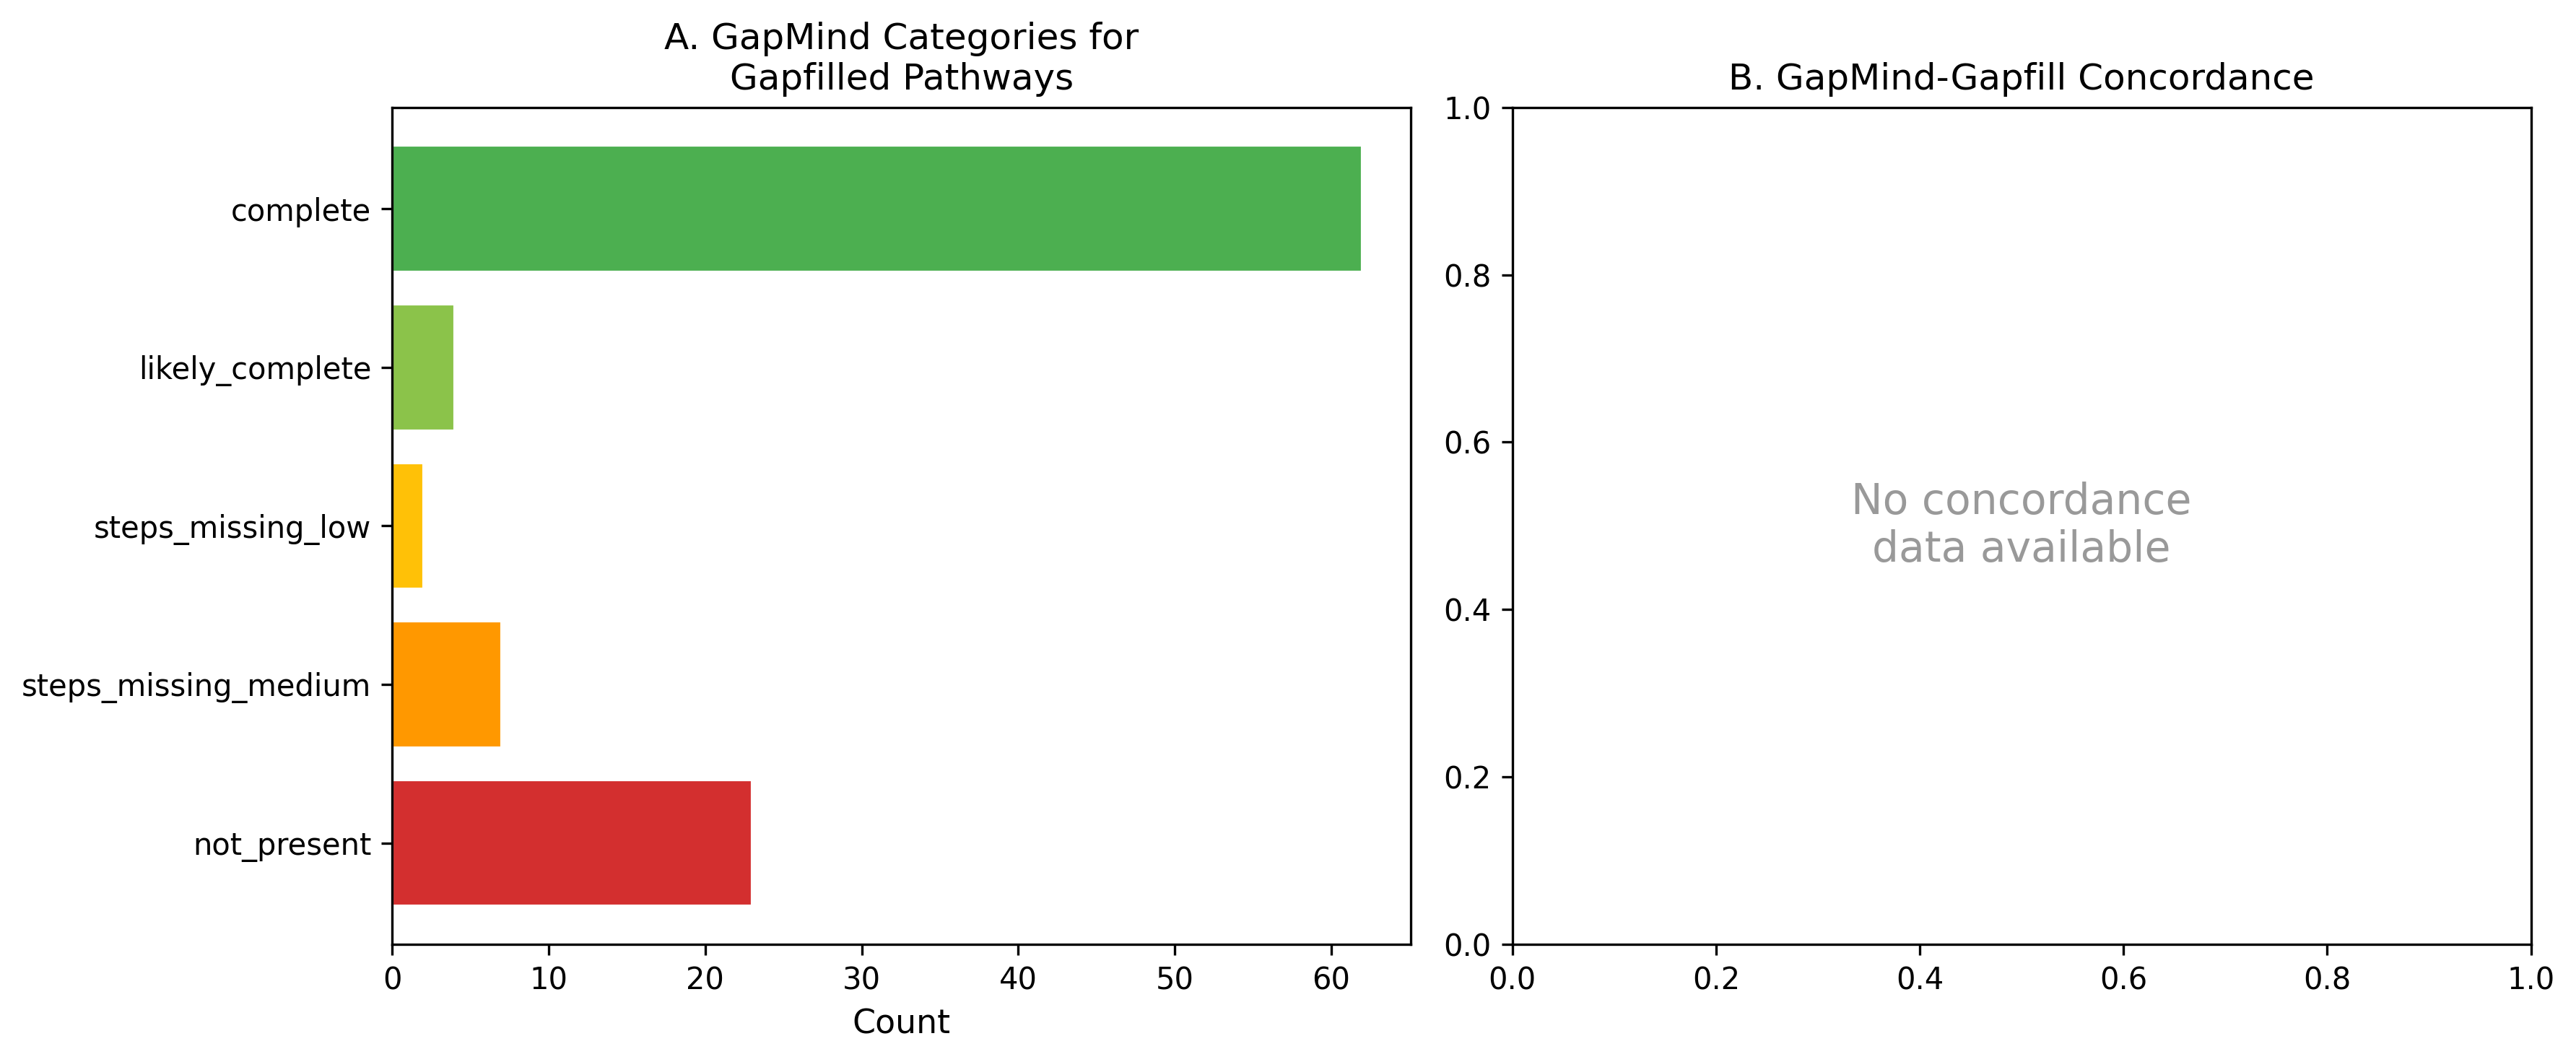 A. GapMind Categories for
Gapfilled Pathways
complete
likely_complete
steps_missing_low
steps_missing_medium
not_present
0 10 20 30 40 50 60
Count
B. GapMind-Gapfill Concordance
1.0
0.8
0.6
0.4
0.2
0.0
No concordance
data available
0.0 0.2 0.4 0.6 0.8 1.0